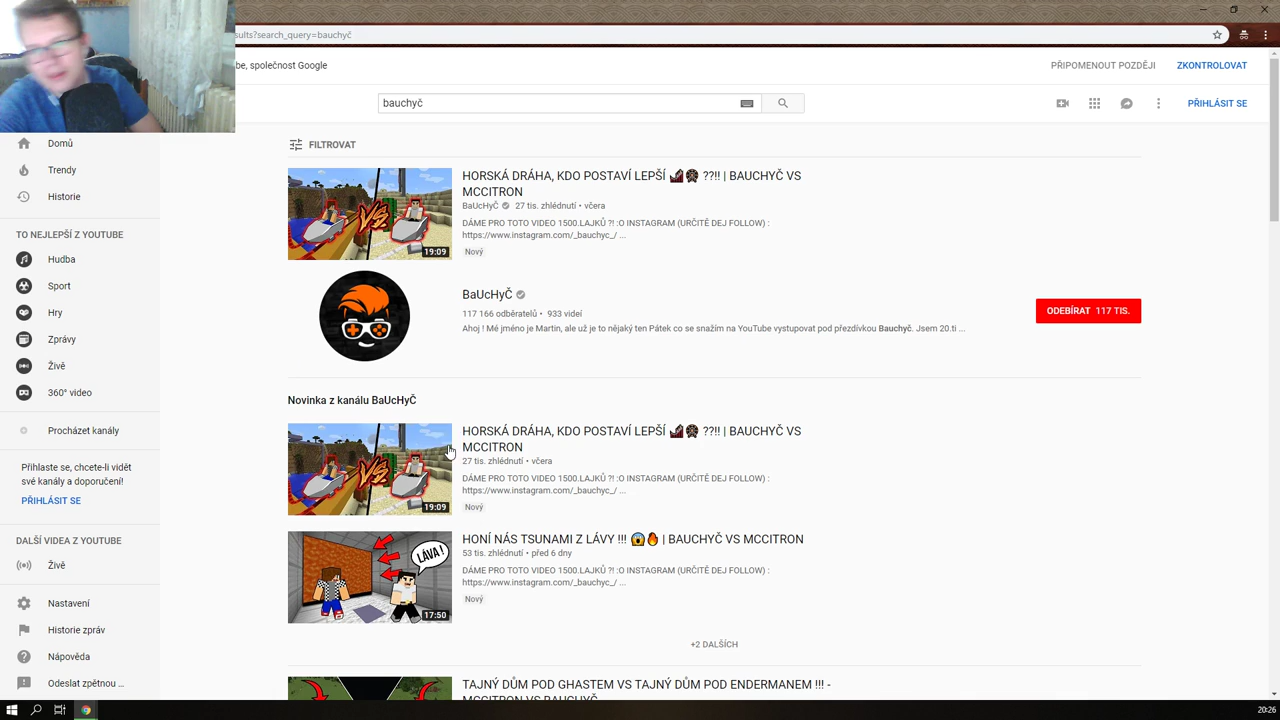 sults?search_query=bauchyč
be, společnost Google
PŘIPOMENOUT POZDĚJI
ZKONTROLOVAT
bauchyč
PŘIHLÁSIT SE
Domů
Trendy
Historie
TO NEJLEPŠÍ Z YOUTUBE
Hudba
Sport
Hry
Zprávy
Živě
360° video
Procházet kanály
Přihlaste se, chcete-li vidět
své kanály a doporučení!
PŘIHLÁSIT SE
DALŠÍ VIDEA Z YOUTUBE
Živě
Nastavení
Historie zpráv
Nápověda
Odeslat zpětnou ...
FILTROVAT
HORSKÁ DRÁHA, KDO POSTAVÍ LEPŠÍ 🎢🎡 ??!! | BAUCHYČ VS
MCCITRON
BaUcHyČ 27 tis. zhlédnutí • včera
DÁME PRO TOTO VIDEO 1500.LAJKŮ ?! :O INSTAGRAM (URČITĚ DEJ FOLLOW) :
https://www.instagram.com/_bauchyc_/ ...
Nový
VS
19:09
BaUcHyČ
117 166 odběratelů • 933 videí
Ahoj ! Mé jméno je Martin, ale už je to nějaký ten Pátek co se snažím na YouTube vystupovat pod přezdívkou Bauchyč. Jsem 20.ti ...
ODEBÍRAT 117 TIS.
Novinka z kanálu BaUcHyČ
HORSKÁ DRÁHA, KDO POSTAVÍ LEPŠÍ 🎢🎡 ??!! | BAUCHYČ VS
MCCITRON
27 tis. zhlédnutí • včera
DÁME PRO TOTO VIDEO 1500.LAJKŮ ?! :O INSTAGRAM (URČITĚ DEJ FOLLOW) :
https://www.instagram.com/_bauchyc_/ ...
Nový
VS
19:09
HONÍ NÁS TSUNAMI Z LÁVY !!! 😱🔥 | BAUCHYČ VS MCCITRON
53 tis. zhlédnutí • před 6 dny
DÁME PRO TOTO VIDEO 1500.LAJKŮ ?! :O INSTAGRAM (URČITĚ DEJ FOLLOW) :
https://www.instagram.com/_bauchyc_/ ...
Nový
LÁVA!
17:50
+2 DALŠÍCH
TAJNÝ DŮM POD GHASTEM VS TAJNÝ DŮM POD ENDERMANEM !!! -
MCCITRON VS BAUCHYČ
20:26